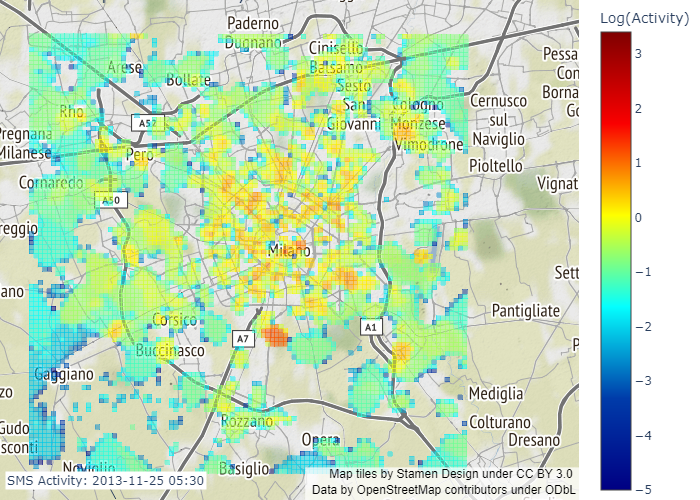 Log(Activity)
3
2
1
0
−1
−2
−3
−4
−5
Paderno
Dugnano
Cinisello
Balsamo
Sesto
San
Giovanni
Arese
Bollate
Rho
A52
Pero
Pregnana
Milanese
Cornaredo
A50
reggio
Cologno
Monzese
Vimodrone
Cernusco
sul
Naviglio
Pioltello
Pessa
Con
Borna
Go
Vignat
Milano
Sett
ano
Pantigliate
P
Corsico
Buccinasco
A7
A1
Gaggiano
zo
Gudo
sconti
Rozzano
Opera
Mediglia
Colturano
Dresano
Noviglio
Basiglio
SMS Activity: 2013-11-25 05:30
Map tiles by Stamen Design under CC BY 3.0
Data by OpenStreetMap contributors under ODbL